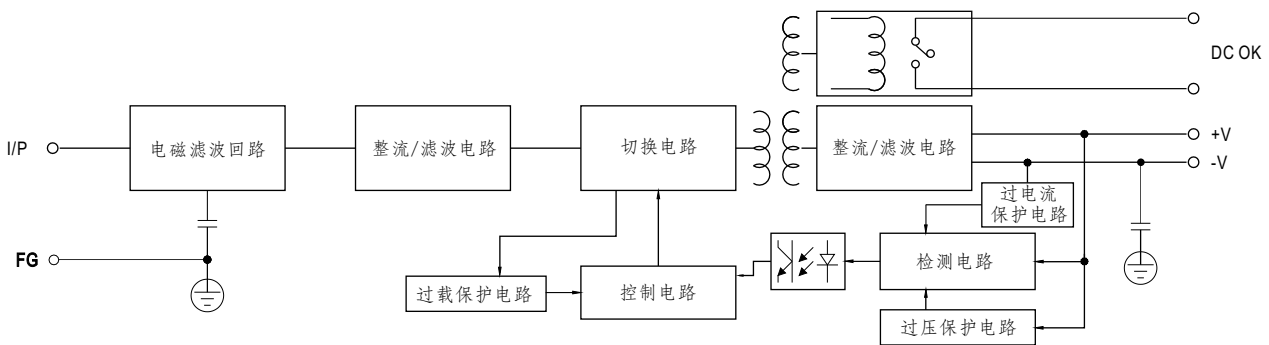 DC OK
I/P
电磁滤波回路
整流/滤波电路
切换电路
整流/滤波电路
+V
-V
过电流
保护电路
FG
过载保护电路
控制电路
检测电路
过压保护电路